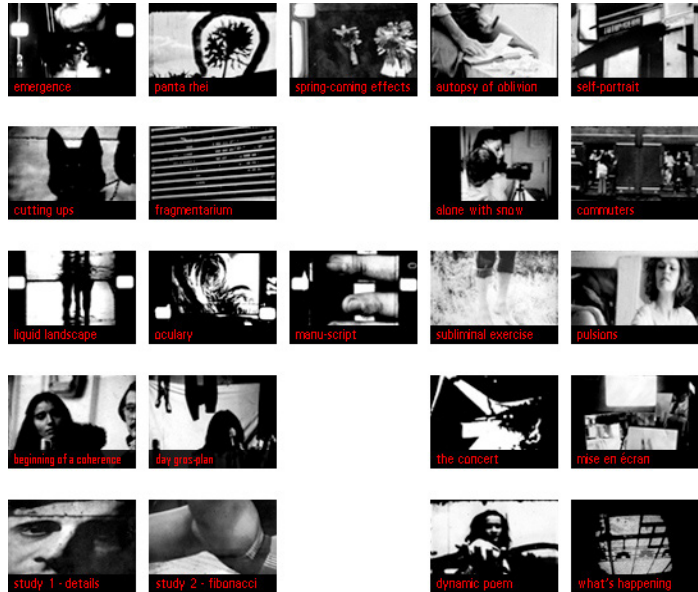 emergence
panta rhei
spring-coming effects
autopsy of oblivion
self-portrait
cutting ups
fragmentarium
alone with snow
commuters
liquid landscape
oculary
manu-script
subliminal exercise
pulsions
beginning of a coherence
day gros-plan
the concert
mise en écran
study 1 - details
study 2 - fibonacci
dynamic poem
what's happening